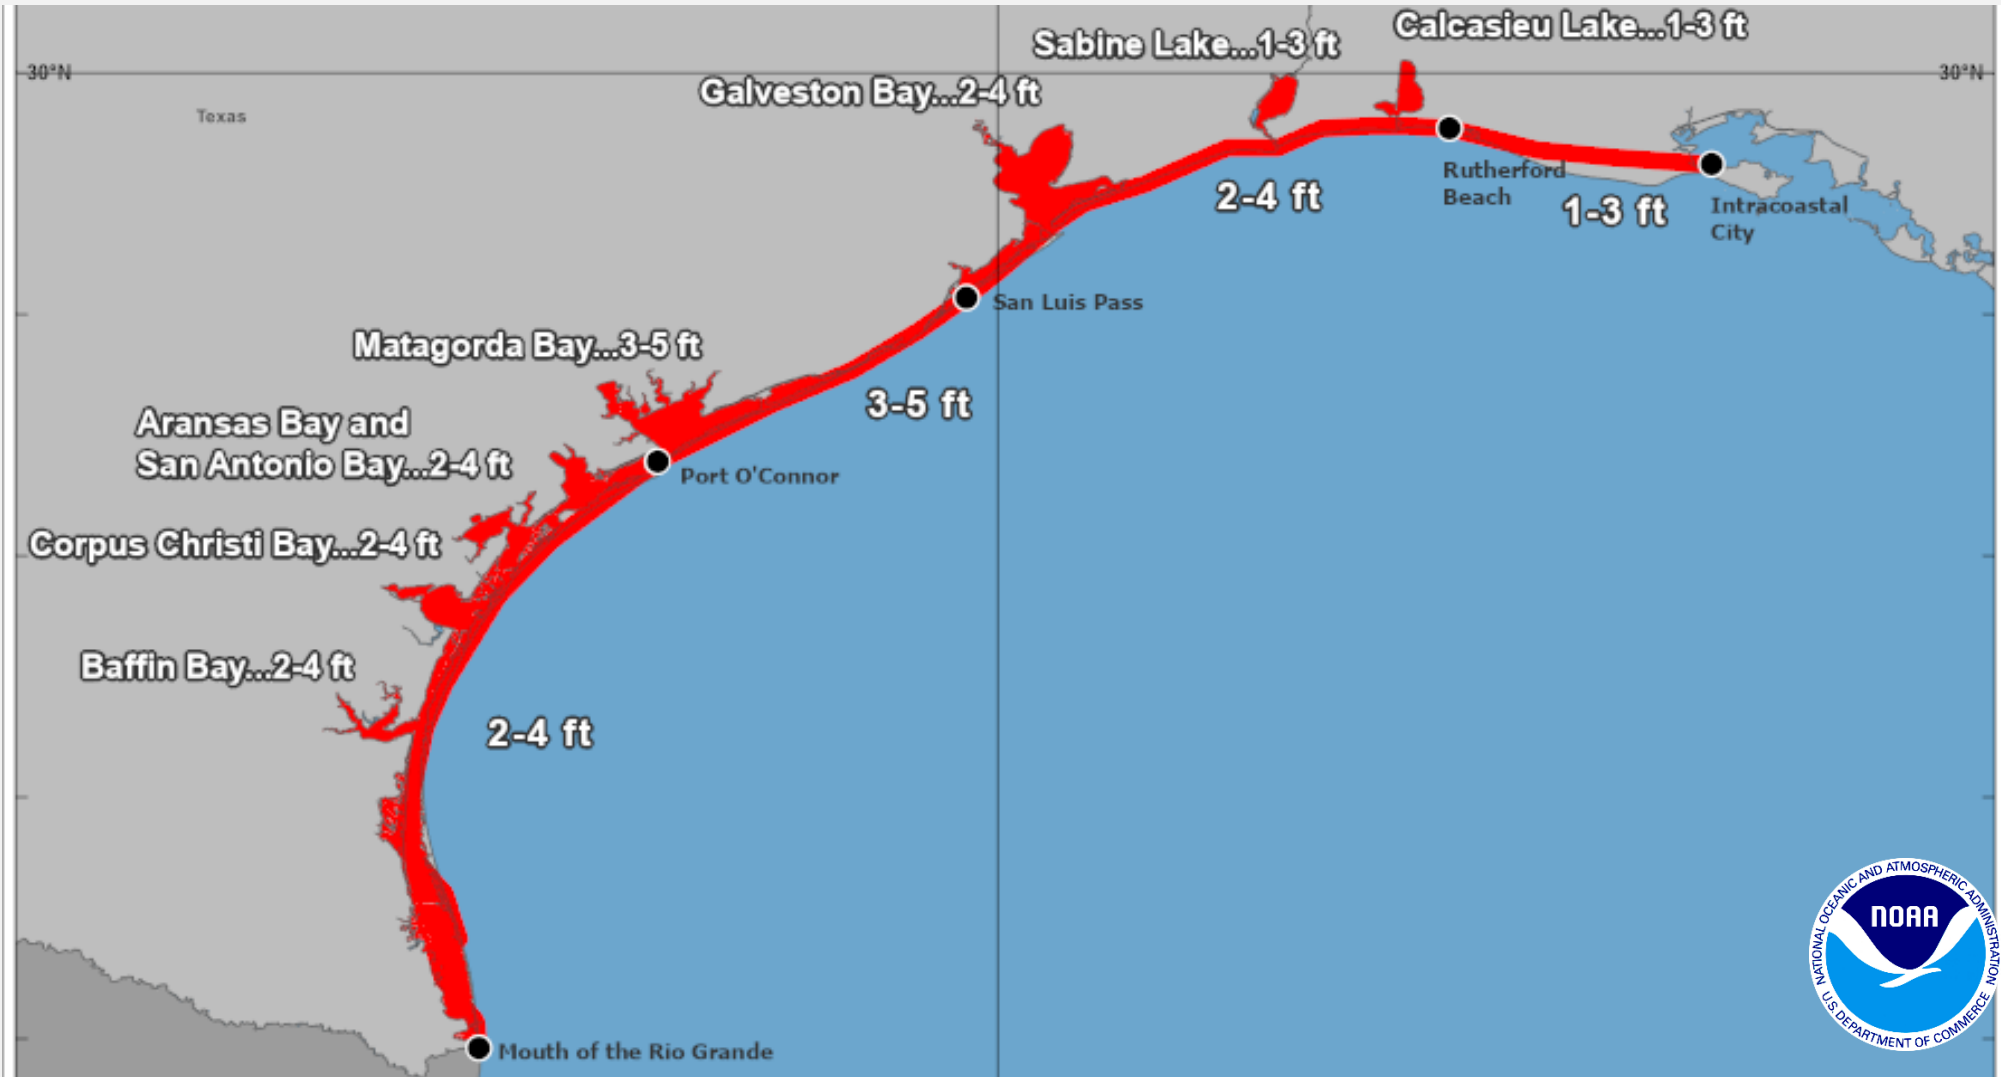 Calcasieu Lake...1-3 ft
Sabine Lake...1-3 ft
30°N
30°N
Galveston Bay...2-4 ft
Texas
Rutherford
Beach
2-4 ft
1-3 ft
Intracoastal
City
San Luis Pass
Matagorda Bay...3-5 ft
3-5 ft
Aransas Bay and
San Antonio Bay...2-4 ft
Port O'Connor
Corpus Christi Bay...2-4 ft
Baffin Bay...2-4 ft
2-4 ft
NATIONAL OCEANIC AND ATMOSPHERIC ADMINISTRATION
NOAA
U.S. DEPARTMENT OF COMMERCE
Mouth of the Rio Grande